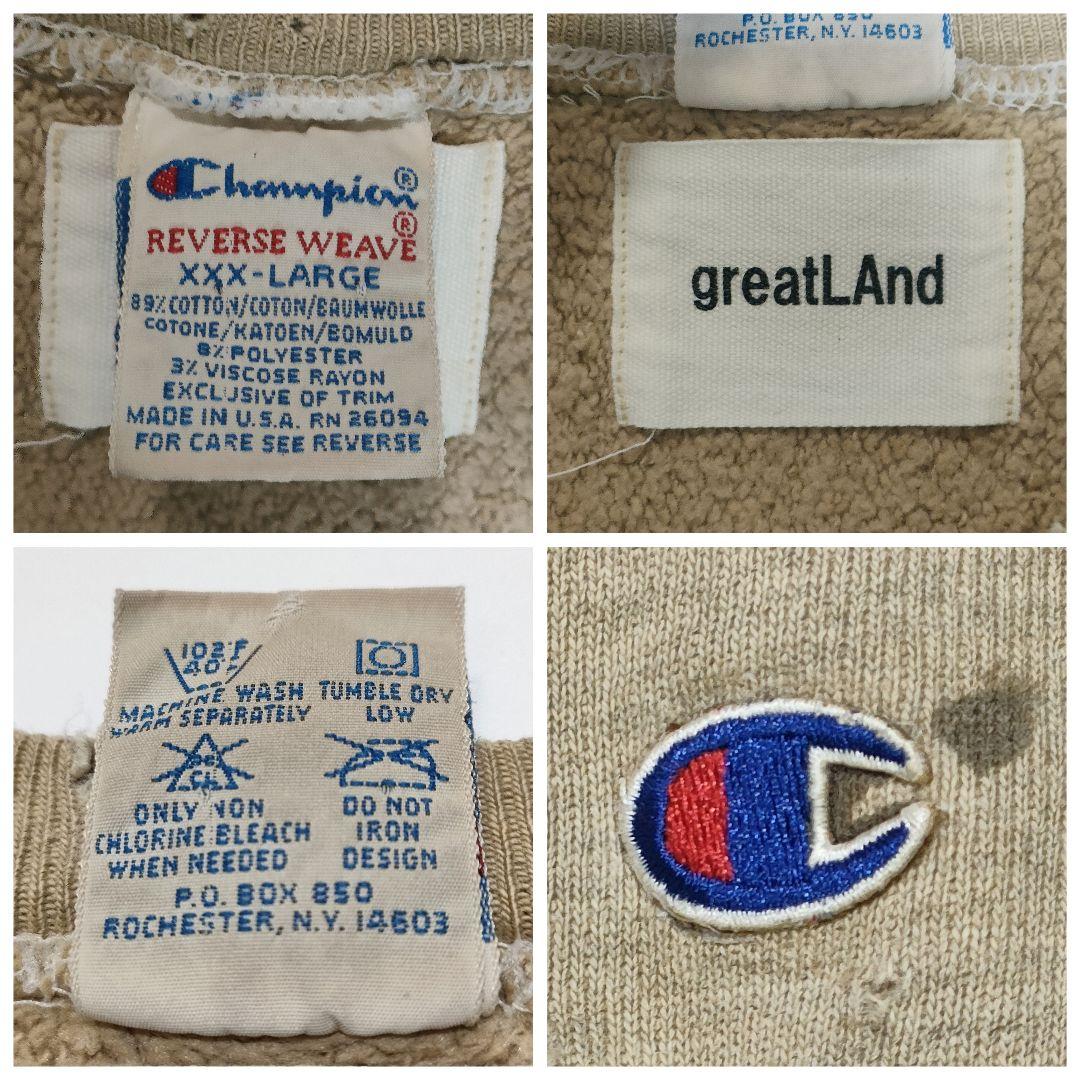 Champion®
REVERSE WEAVE®
XXX-LARGE
89% COTTON/COTON/BAUMWOLLE
COTONE/KATOEN/BOMULD
8% POLYESTER
3% VISCOSE RAYON
EXCLUSIVE OF TRIM
MADE IN U.S.A. RN 26094
FOR CARE SEE REVERSE
P.O. BOX 850
ROCHESTER, N.Y. 14603
greatLAnd
102°F
40°
MACHINE WASH
WARM SEPARATELY
TUMBLE DRY
LOW
ONLY NON
CHLORINE BLEACH
WHEN NEEDED
DO NOT
IRON
DESIGN
P.O. BOX 850
ROCHESTER, N.Y. 14603